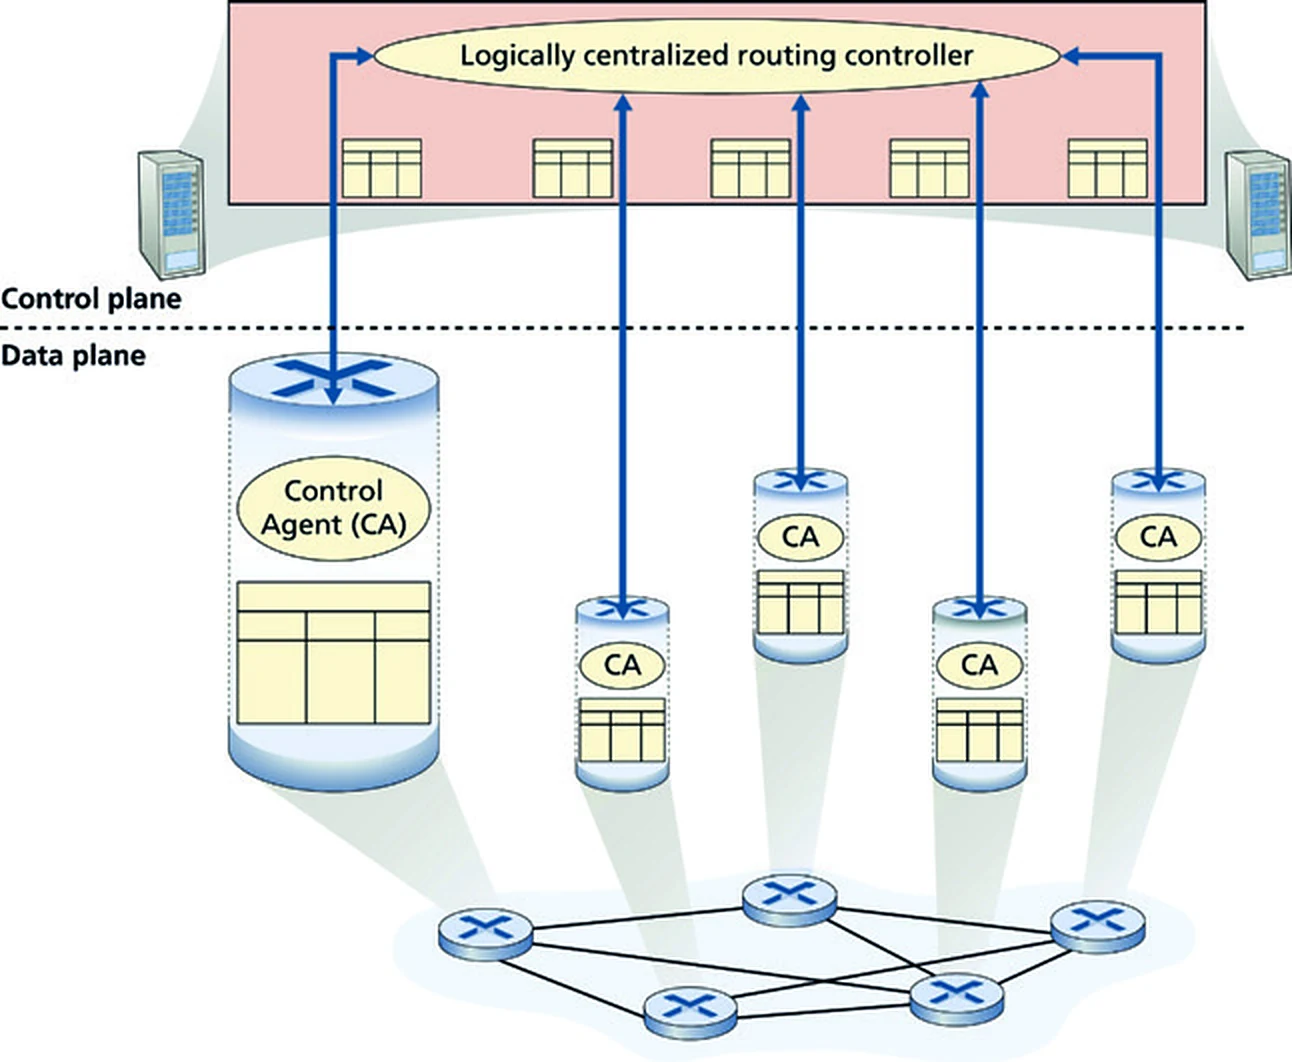 Logically centralized routing controller
Control plane
Data plane
Control
Agent (CA)
CA
CA
CA
CA